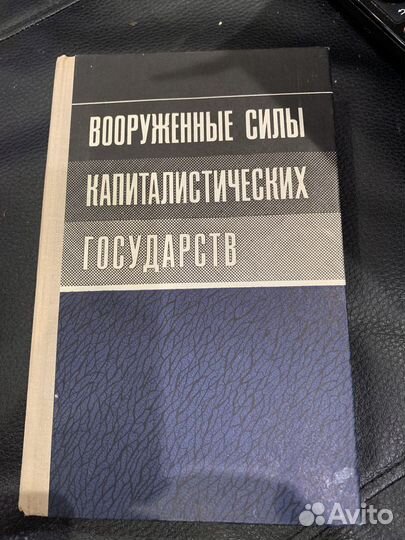 ВООРУЖЕННЫЕ СИЛЫ
КАПИТАЛИСТИЧЕСКИХ
ГОСУДАРСТВ
Avito